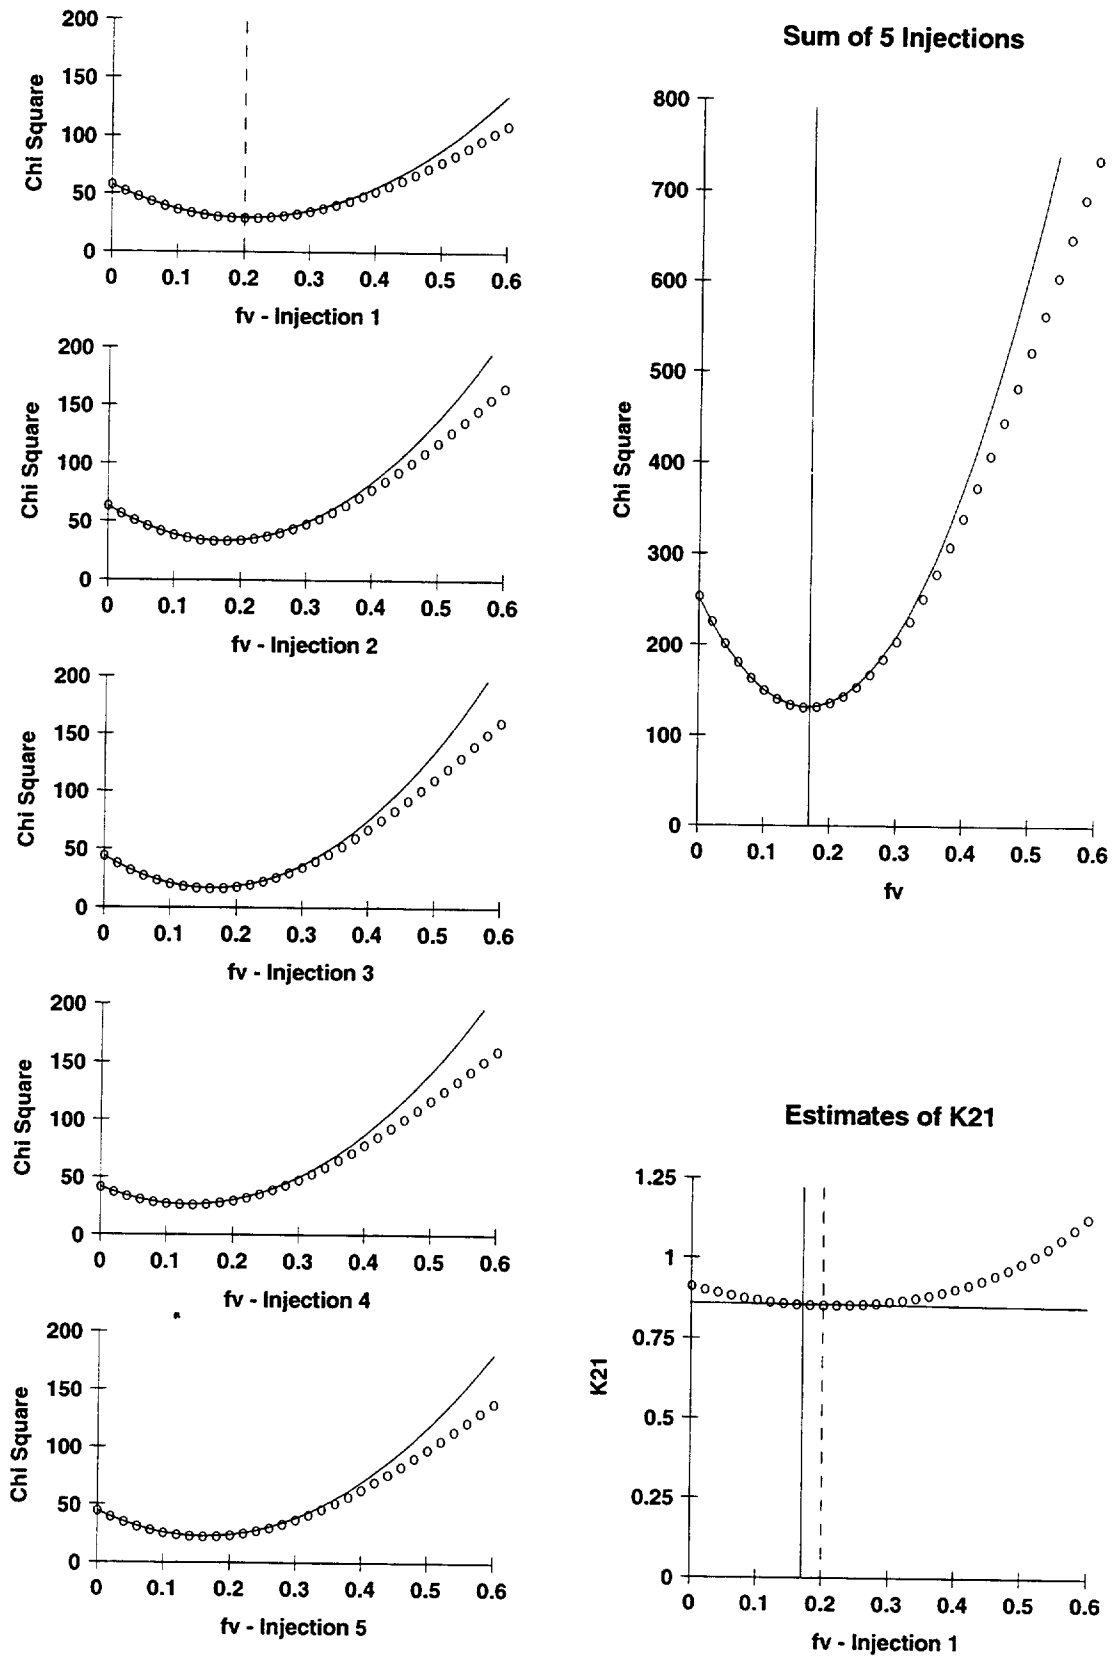 200
150
100
50
0
Chi Square
0 0.1 0.2 0.3 0.4 0.5 0.6
fv - Injection 1
200
150
100
50
0
Chi Square
0 0.1 0.2 0.3 0.4 0.5 0.6
fv - Injection 2
200
150
100
50
0
Chi Square
0 0.1 0.2 0.3 0.4 0.5 0.6
fv - Injection 3
200
150
100
50
0
Chi Square
0 0.1 0.2 0.3 0.4 0.5 0.6
fv - Injection 4
200
150
100
50
0
Chi Square
0 0.1 0.2 0.3 0.4 0.5 0.6
fv - Injection 5
Sum of 5 Injections
800
700
600
500
400
300
200
100
0
Chi Square
0 0.1 0.2 0.3 0.4 0.5 0.6
fv
Estimates of K21
1.25
1
0.75
0.5
0.25
0
K21
0 0.1 0.2 0.3 0.4 0.5 0.6
fv - Injection 1